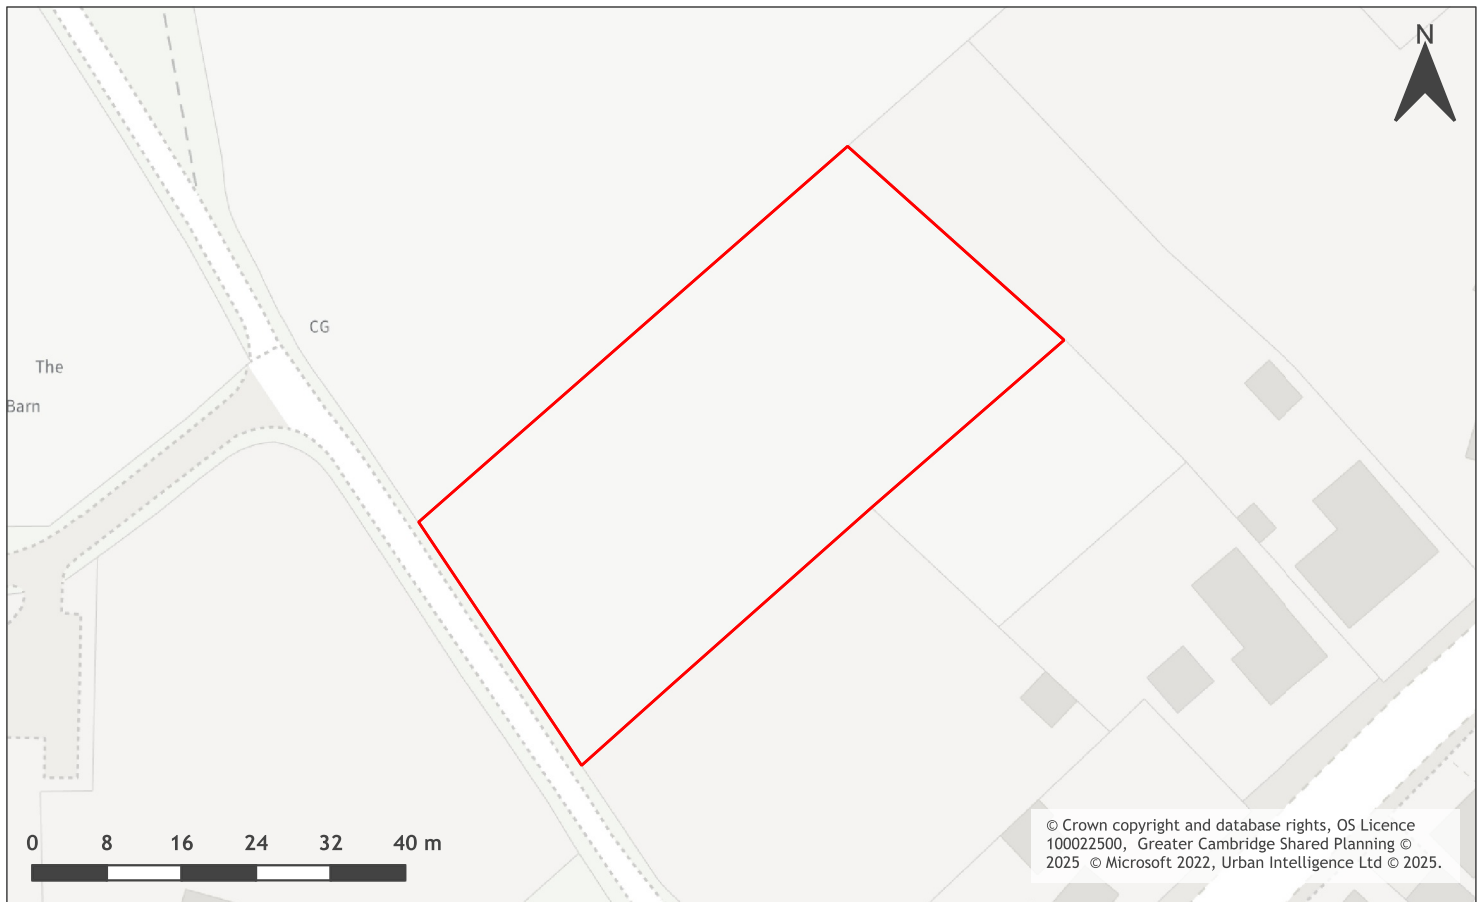 N
CG
The
Barn
0 8 16 24 32 40 m
© Crown copyright and database rights, OS Licence
100022500, Greater Cambridge Shared Planning ©
2025 © Microsoft 2022, Urban Intelligence Ltd © 2025.